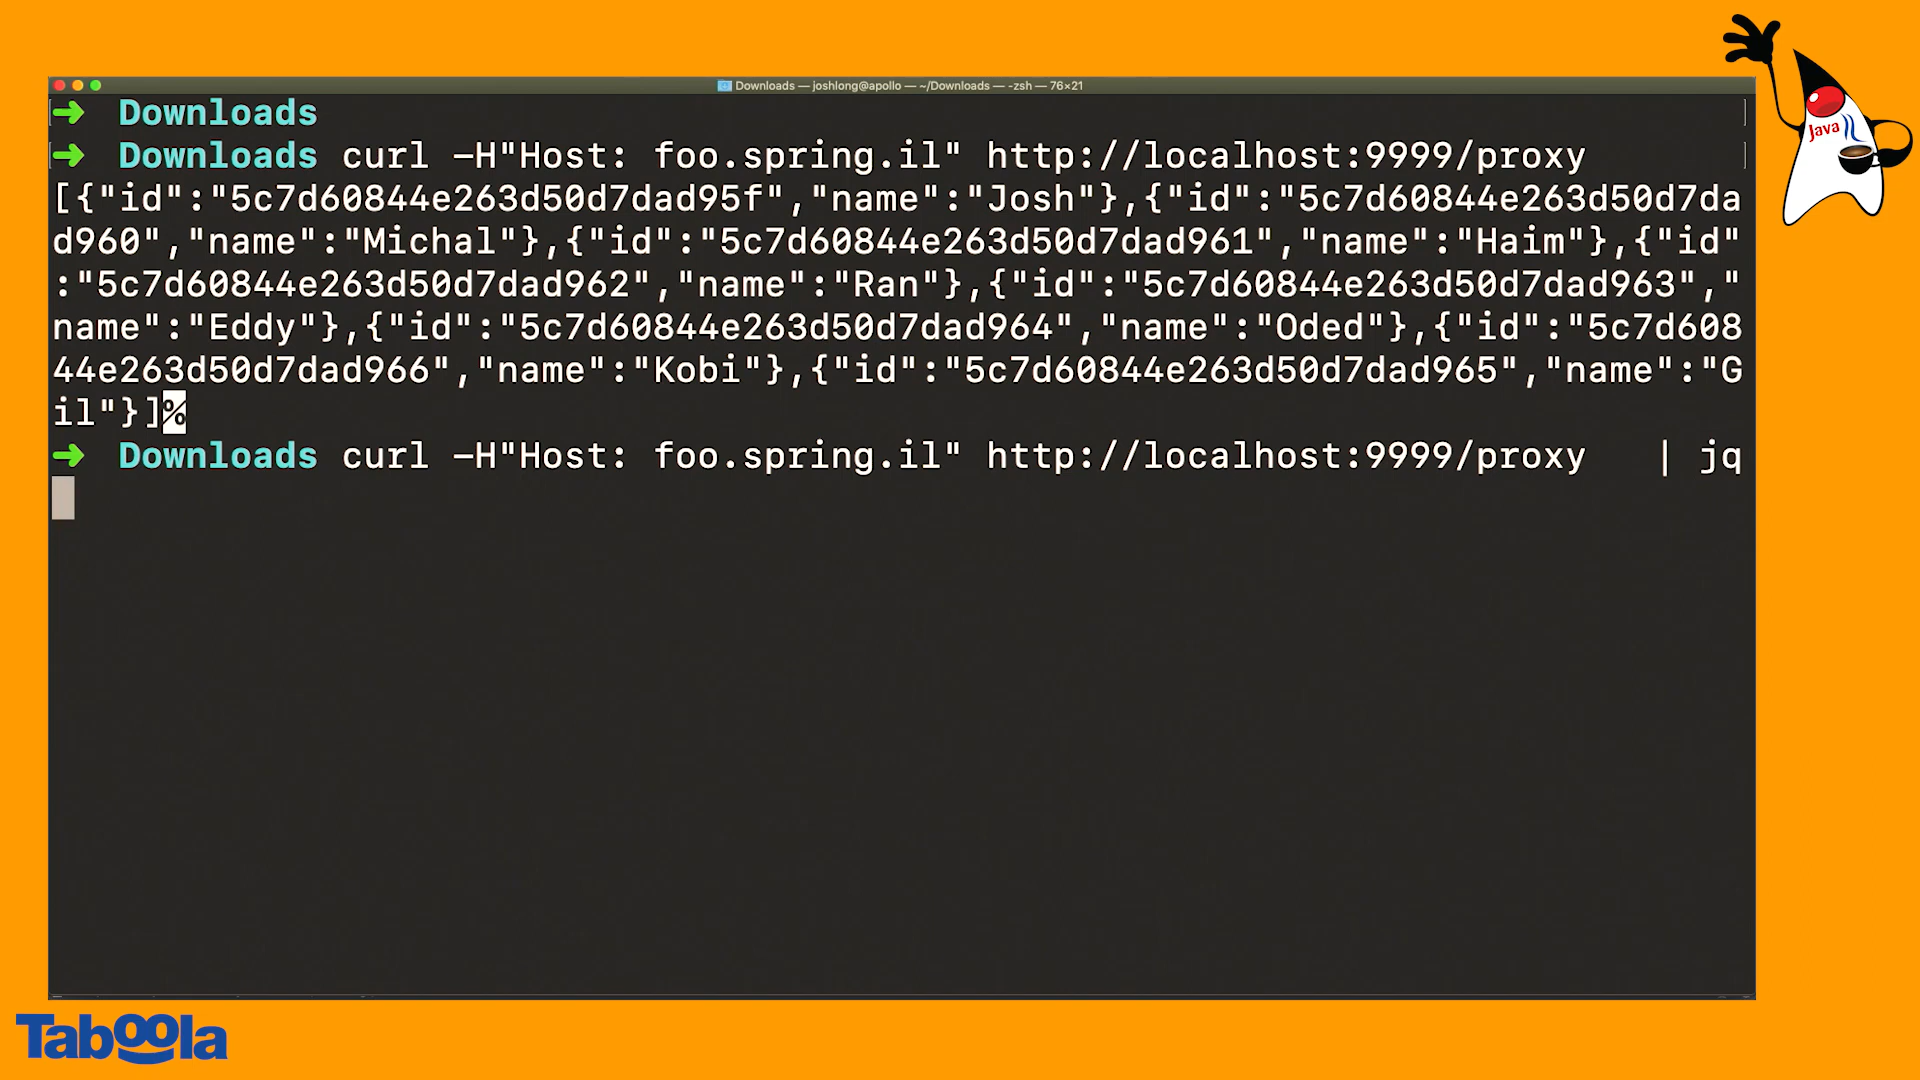 Downloads — joshlong@apollo — ~/Downloads — -zsh — 76×21
➜ Downloads
➜ Downloads curl -H"Host: foo.spring.il" http://localhost:9999/proxy
[{"id":"5c7d60844e263d50d7dad95f","name":"Josh"},{"id":"5c7d60844e263d50d7da
d960","name":"Michal"},{"id":"5c7d60844e263d50d7dad961","name":"Haim"},{"id"
:"5c7d60844e263d50d7dad962","name":"Ran"},{"id":"5c7d60844e263d50d7dad963","
name":"Eddy"},{"id":"5c7d60844e263d50d7dad964","name":"Oded"},{"id":"5c7d608
44e263d50d7dad966","name":"Kobi"},{"id":"5c7d60844e263d50d7dad965","name":"G
il"}]%
➜ Downloads curl -H"Host: foo.spring.il" http://localhost:9999/proxy | jq
Java
Taboola